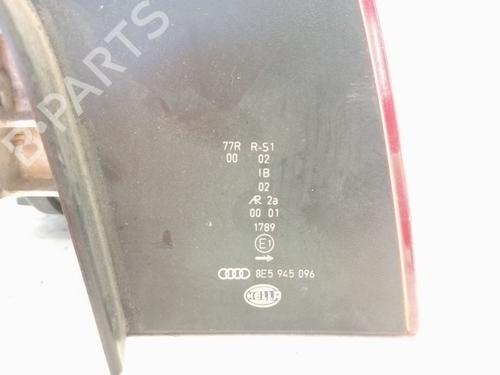 B-PARTS
77R R-S1
00 02
IB
02
AR 2a
00 01
1789
E1
8E5 945 096
HELLA